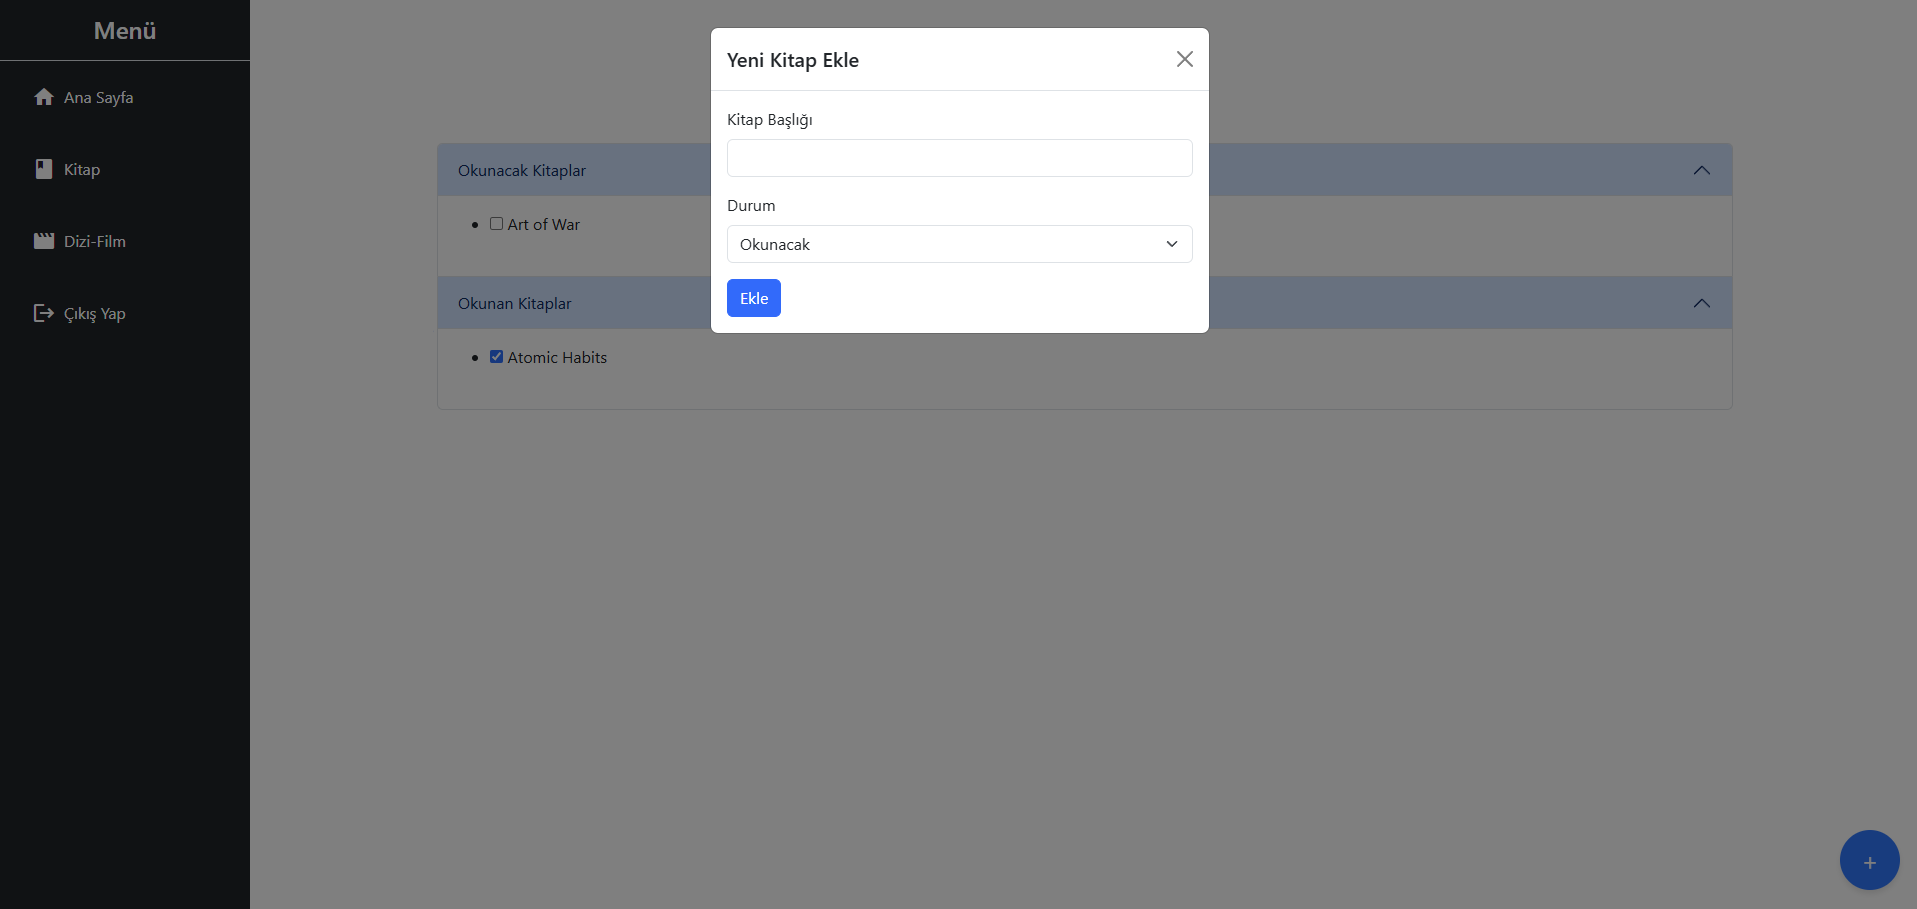 Menü
Ana Sayfa
Kitap
Dizi-Film
Çıkış Yap
Yeni Kitap Ekle
Kitap Başlığı
Durum
Okunacak
Ekle
Okunacak Kitaplar
Art of War
Okunan Kitaplar
Atomic Habits
+